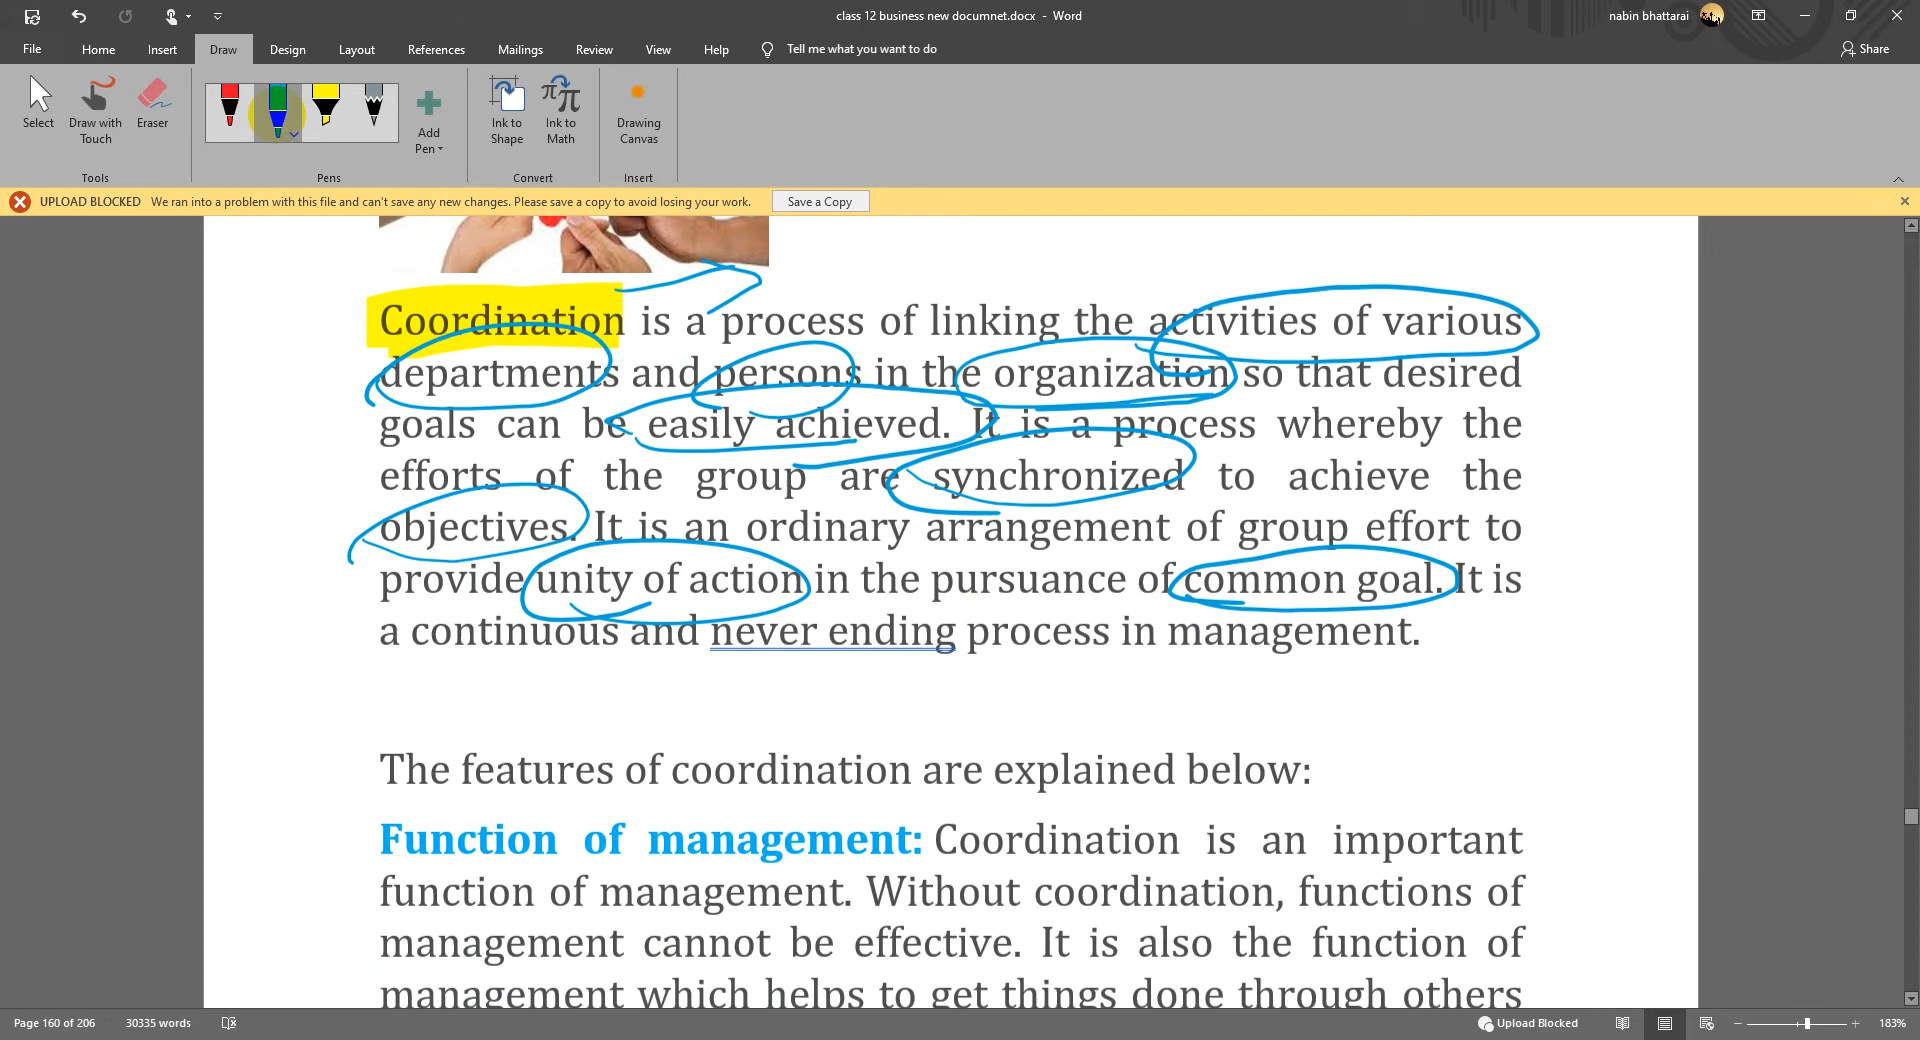 class 12 business new documnet.docx - Word
nabin bhattarai
File Home Insert Draw Design Layout References Mailings Review View Help Tell me what you want to do Share
Select Draw with Touch Eraser Add Pen Ink to Shape Ink to Math Drawing Canvas
Tools Pens Convert Insert
UPLOAD BLOCKED We ran into a problem with this file and can't save any new changes. Please save a copy to avoid losing your work. Save a Copy
Coordination is a process of linking the activities of various
departments and persons in the organization so that desired
goals can be easily achieved. It is a process whereby the
efforts of the group are synchronized to achieve the
objectives. It is an ordinary arrangement of group effort to
provide unity of action in the pursuance of common goal. It is
a continuous and never ending process in management.
The features of coordination are explained below:
Function of management: Coordination is an important
function of management. Without coordination, functions of
management cannot be effective. It is also the function of
management which helps to get things done through others
Page 160 of 206 30335 words Upload Blocked 183%